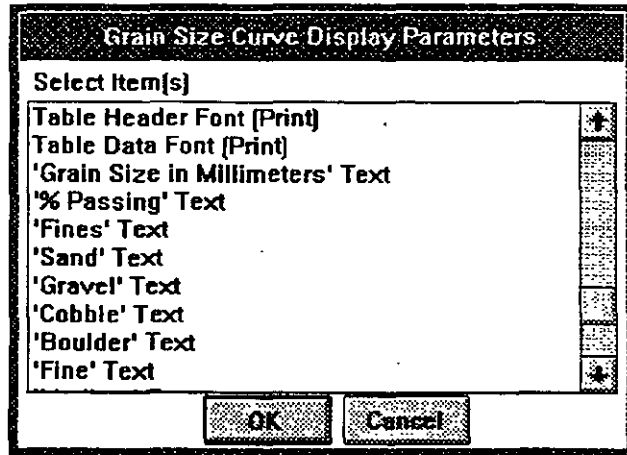 Grain Size Curve Display Parameters
Select Item(s)
Table Header Font (Print)
Table Data Font (Print)
'Grain Size in Millimeters' Text
'% Passing' Text
'Fines' Text
'Sand' Text
'Gravel' Text
'Cobble' Text
'Boulder' Text
'Fine' Text
OK
Cancel